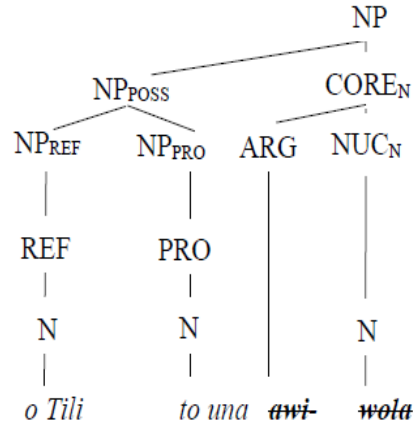 NP
NPPOSS COREN
NPREF NPPRO ARG NUCN
REF PRO
N N N
o Tili to una awi- wola